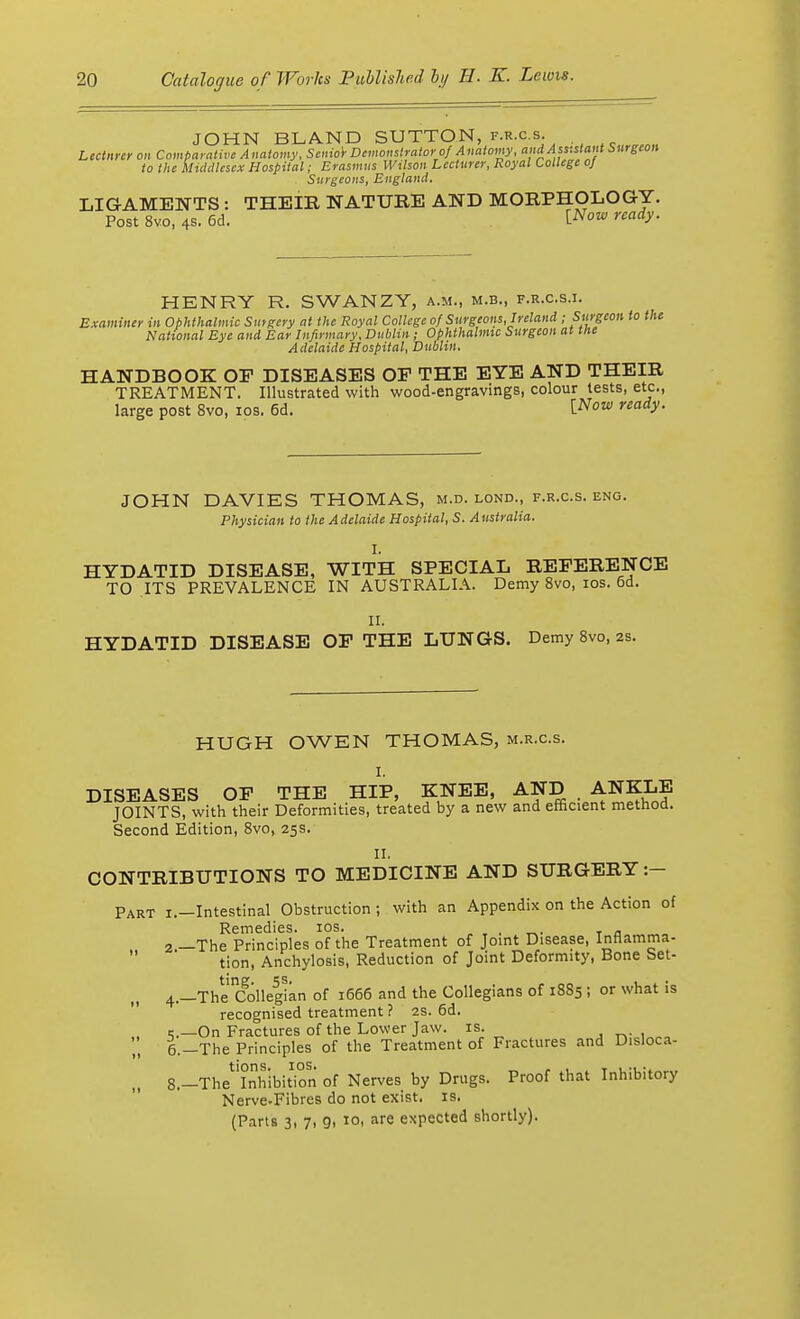 20 Catalogue of Works Published by H. K. Lewis.
JOHN BLAND SUTTON, F.R.C.S.
Lecturer on Comparative Anatomy, Senior Demonstrator of Anatomy, and Assistant Surgeon
to the Middlesex Hospital; Erasmus Wilson Lecturer, Royal College of
Surgeons, England.
LIGAMENTS: THEIR NATURE AND MORPHOLOGY.
Post 8vo, 4s. 6d. [Now ready.
HENRY R. SWANZY, A.M., M.B., F.R.C.S.I.
Examiner in Ophthalmic Surgery at the Royal College of Surgeons, Ireland; Surgeon to the
National Eye and Ear Infirmary, Dublin; Ophthalmic Surgeon at the
Adelaide Hospital, Dublin.
HANDBOOK OF DISEASES OF THE EYE AND THEIR
TREATMENT. Illustrated with wood-engravings, colour tests, etc.,
large post 8vo, 10s. 6d. [Now ready.
JOHN DAVIES THOMAS, M.D. LOND., F.R.C.S. ENG.
Physician to the Adelaide Hospital, S. Australia.
I.
HYDATID DISEASE, WITH SPECIAL REFERENCE
TO ITS PREVALENCE IN AUSTRALIA. Demy 8vo, 10s. 6d.
II.
HYDATID DISEASE OF THE LUNGS. Demy 8vo, 2s.
HUGH OWEN THOMAS, M.R.C.S.
I.
DISEASES OF THE HIP, KNEE, AND ANKLE
JOINTS, with their Deformities, treated by a new and efficient method.
Second Edition, 8vo, 25s.
II.
CONTRIBUTIONS TO MEDICINE AND SURGERY:—
PART 1.—Intestinal Obstruction; with an Appendix on the Action of
Remedies. 10s.
„ 2.—The Principles of the Treatment of Joint Disease, Inflamma-
tion, Anchylosis, Reduction of Joint Deformity, Bone Set-
ting. 5s.
„ 4.—The Collegian of 1666 and the Collegians of 1885; or what is
recognised treatment? 2s. 6d.
„ 5.—On Fractures of the Lower Jaw. 1s.
„ 6.—The Principles of the Treatment of Fractures and Disloca-
tions. 10s.
„ 8.—The Inhibition of Nerves by Drugs. Proof that Inhibitory
Nerve-Fibres do not exist. 1s.
(Parts 3, 7, 9, 10, are expected shortly).